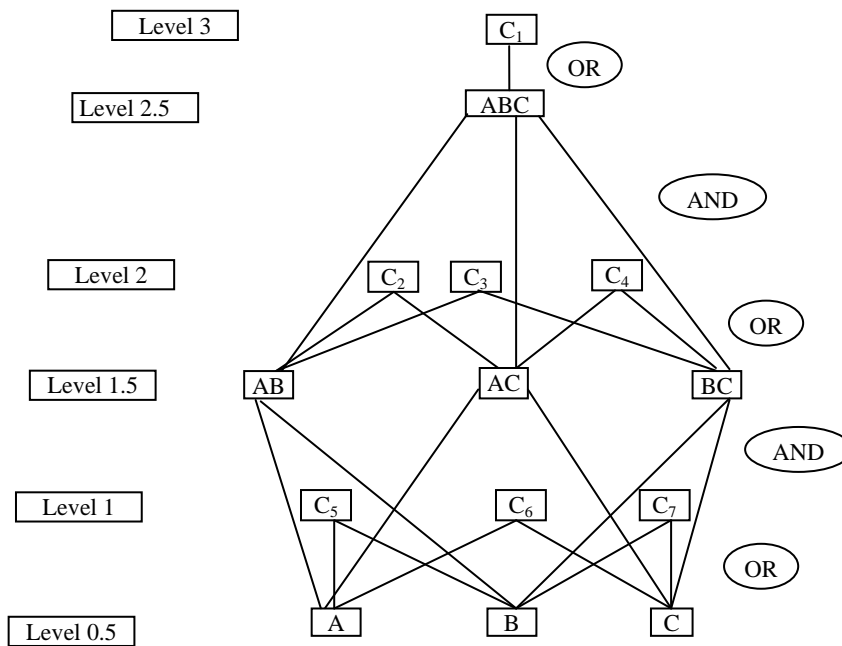 Level 3
C₁
OR
Level 2.5
ABC
AND
Level 2
C₂
C₃
C₄
OR
Level 1.5
AB
AC
BC
AND
Level 1
C₅
C₆
C₇
OR
Level 0.5
A
B
C